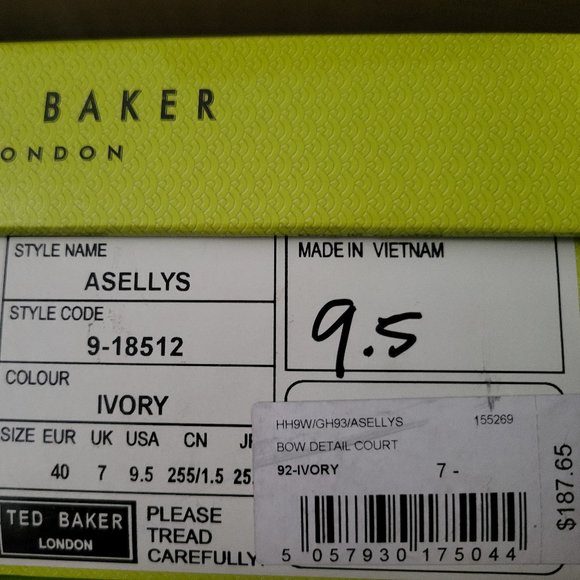 BAKER
ONDON
STYLE NAME
ASELLYS
STYLE CODE
9-18512
COLOUR
IVORY
SIZE EUR UK USA CN
40 7 9.5 255/1.5 25
TED BAKER
LONDON
PLEASE
TREAD
CAREFULLY
MADE IN VIETNAM
9.5
HH9W/GH93/ASELLYS 155269
BOW DETAIL COURT
92-IVORY 7 -
5 057930 175044
$187.65